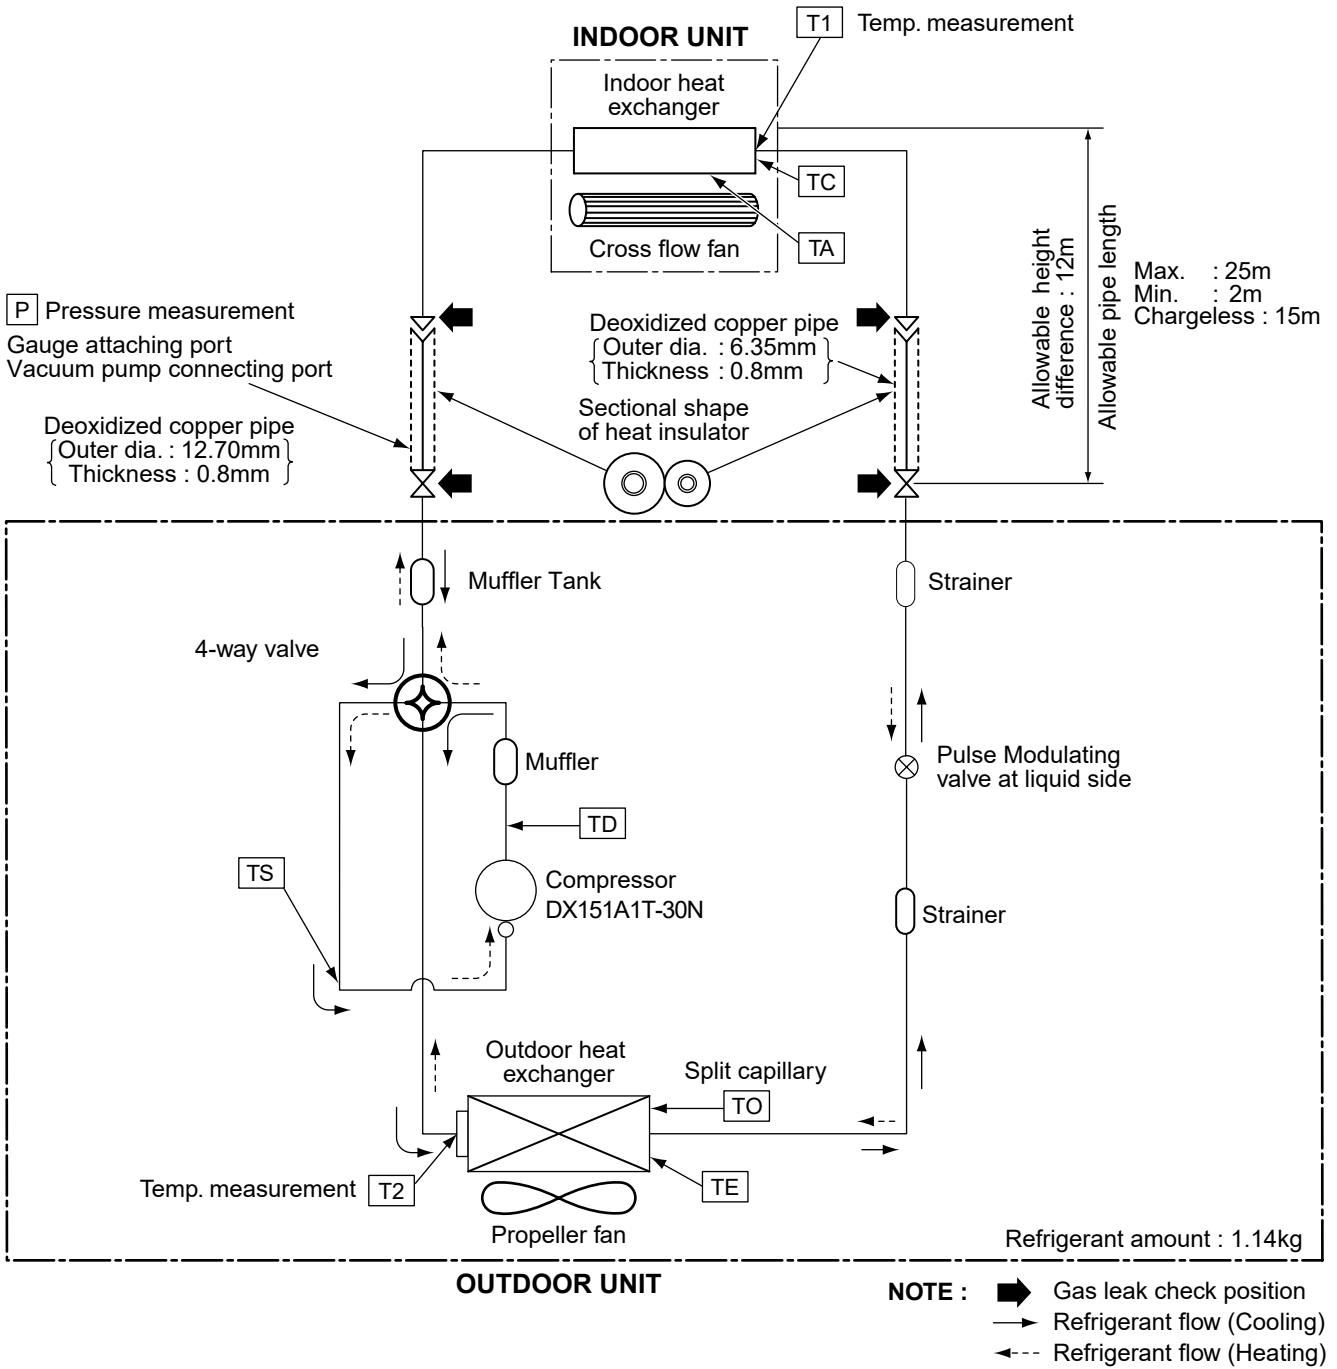 T1 Temp. measurement
INDOOR UNIT
Indoor heat
exchanger
TC
TA
Cross flow fan
Allowable height
difference : 12m
Allowable pipe length
Max. : 25m
Min. : 2m
Chargeless : 15m
P Pressure measurement
Gauge attaching port
Vacuum pump connecting port
Deoxidized copper pipe
Outer dia. : 12.70mm
Thickness : 0.8mm
Deoxidized copper pipe
Outer dia. : 6.35mm
Thickness : 0.8mm
Sectional shape
of heat insulator
Muffler Tank
Strainer
4-way valve
Muffler
Pulse Modulating
valve at liquid side
TD
TS
Compressor
DX151A1T-30N
Strainer
Outdoor heat
exchanger
Split capillary
TO
Temp. measurement T2
TE
Propeller fan
Refrigerant amount : 1.14kg
OUTDOOR UNIT
NOTE : Gas leak check position
Refrigerant flow (Cooling)
Refrigerant flow (Heating)